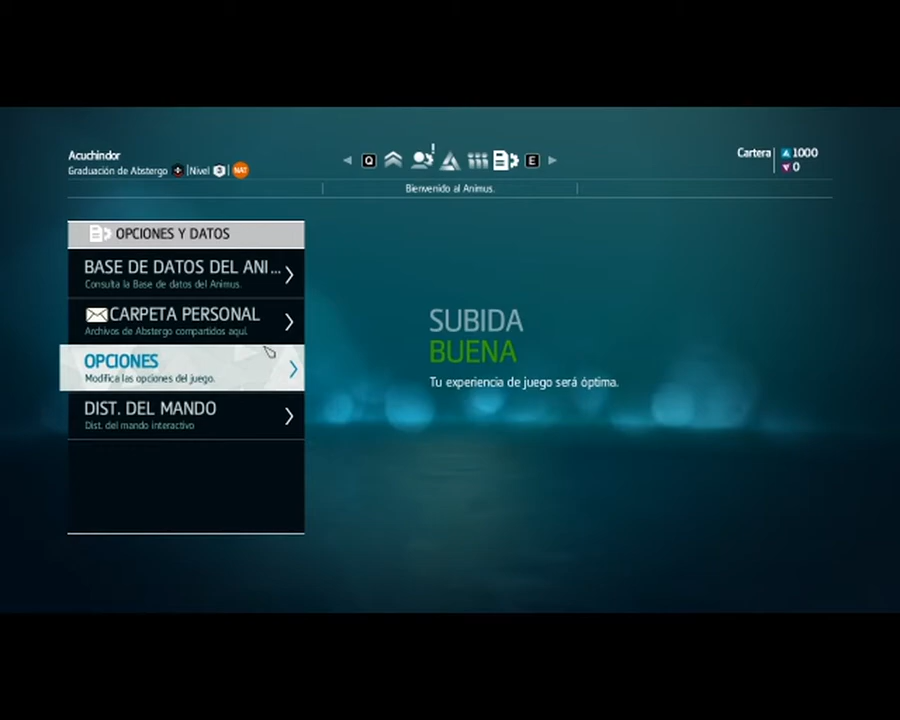 Acuchindor
Graduación de Abstergo | Nivel 3 NAT
Q ! E
Cartera | 1000
0
Bienvenido al Animus.
OPCIONES Y DATOS
BASE DE DATOS DEL ANI...
Consulta la Base de datos del Animus.
CARPETA PERSONAL
Archivos de Abstergo compartidos aquí.
OPCIONES
Modifica las opciones del juego.
DIST. DEL MANDO
Dist. del mando interactivo
SUBIDA
BUENA
Tu experiencia de juego será óptima.